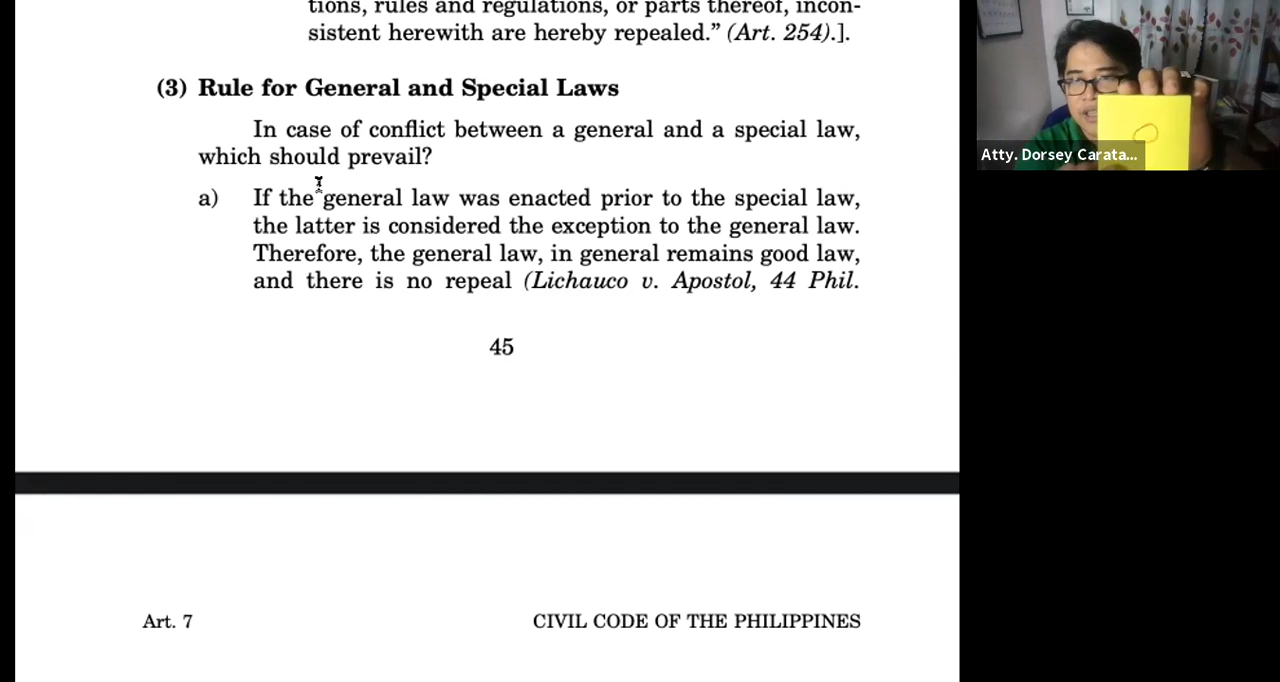 tions, rules and regulations, or parts thereof, incon-
sistent herewith are hereby repealed.” (Art. 254).].
(3) Rule for General and Special Laws
In case of conflict between a general and a special law,
which should prevail?
a) If the general law was enacted prior to the special law,
the latter is considered the exception to the general law.
Therefore, the general law, in general remains good law,
and there is no repeal (Lichauco v. Apostol, 44 Phil.
45
Art. 7 CIVIL CODE OF THE PHILIPPINES
Atty. Dorsey Carata...